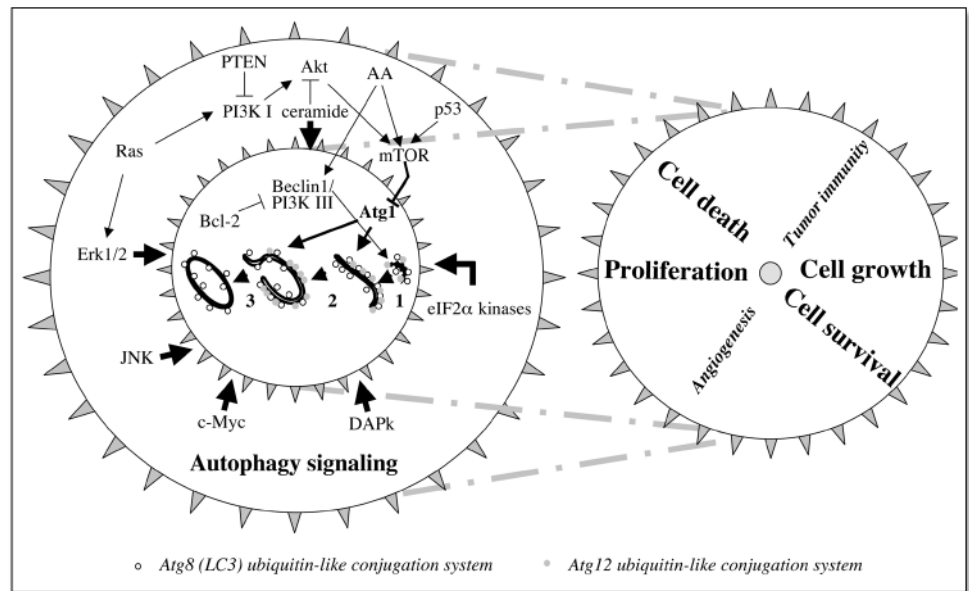 PTEN
Akt
AA
PI3K I
ceramide
p53
Ras
mTOR
Beclin1/
PI3K III
Bcl-2
Atg1
Erk1/2
3
2
1
eIF2α kinases
JNK
c-Myc
DAPk
Autophagy signaling
Cell death
Tumor immunity
Proliferation
Cell growth
Angiogenesis
Cell survival
Atg8 (LC3) ubiquitin-like conjugation system
Atg12 ubiquitin-like conjugation system